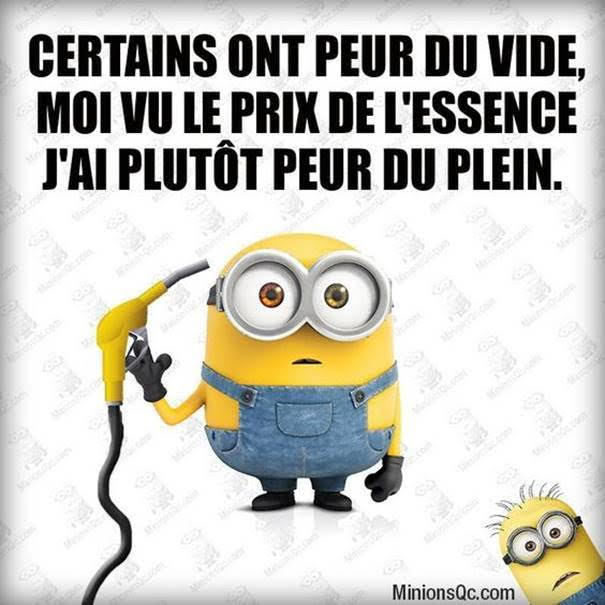 CERTAINS ONT PEUR DU VIDE,
MOI VU LE PRIX DE L'ESSENCE
J'AI PLUTÔT PEUR DU PLEIN.
MinionsQc.com